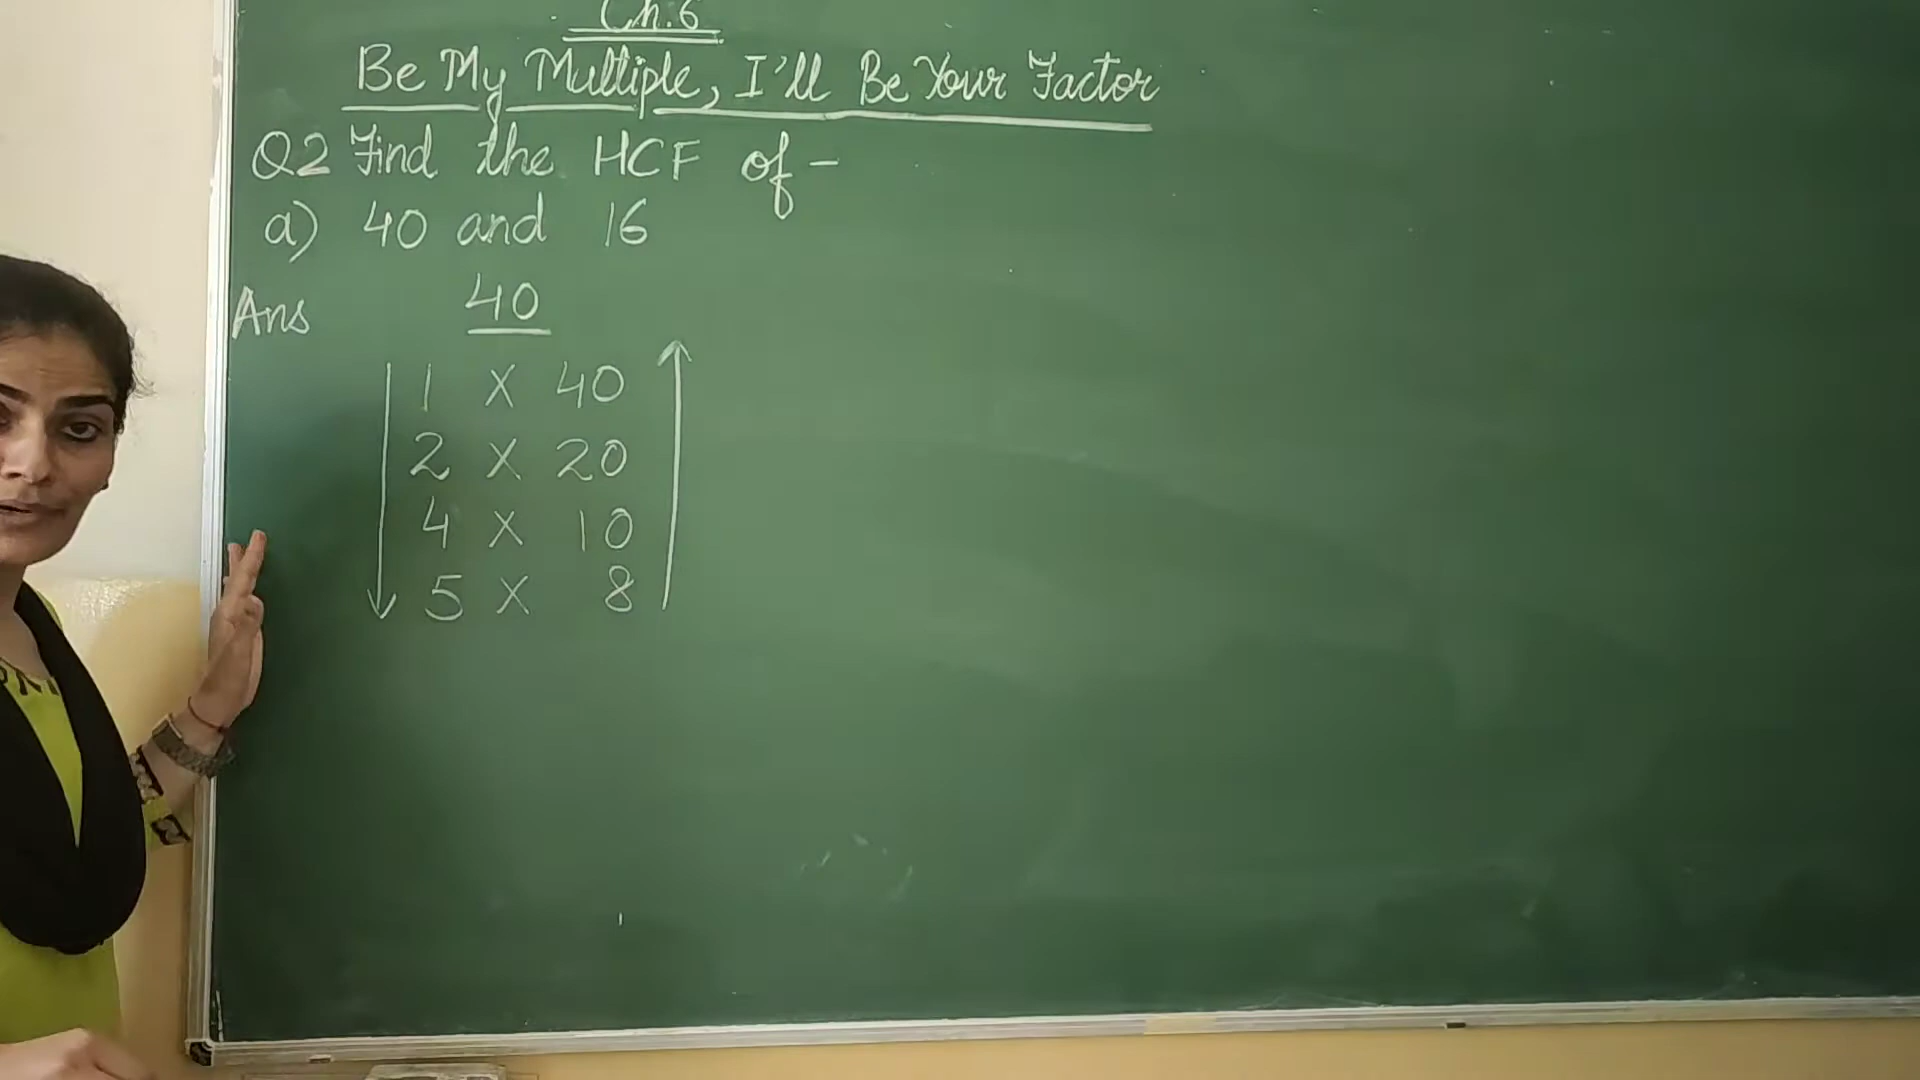 Ch.6
Be My Multiple, I'll Be Your Factor
Q2 Find the HCF of -
a) 40 and 16
Ans 40
1 X 40
2 X 20
4 X 10
5 X 8